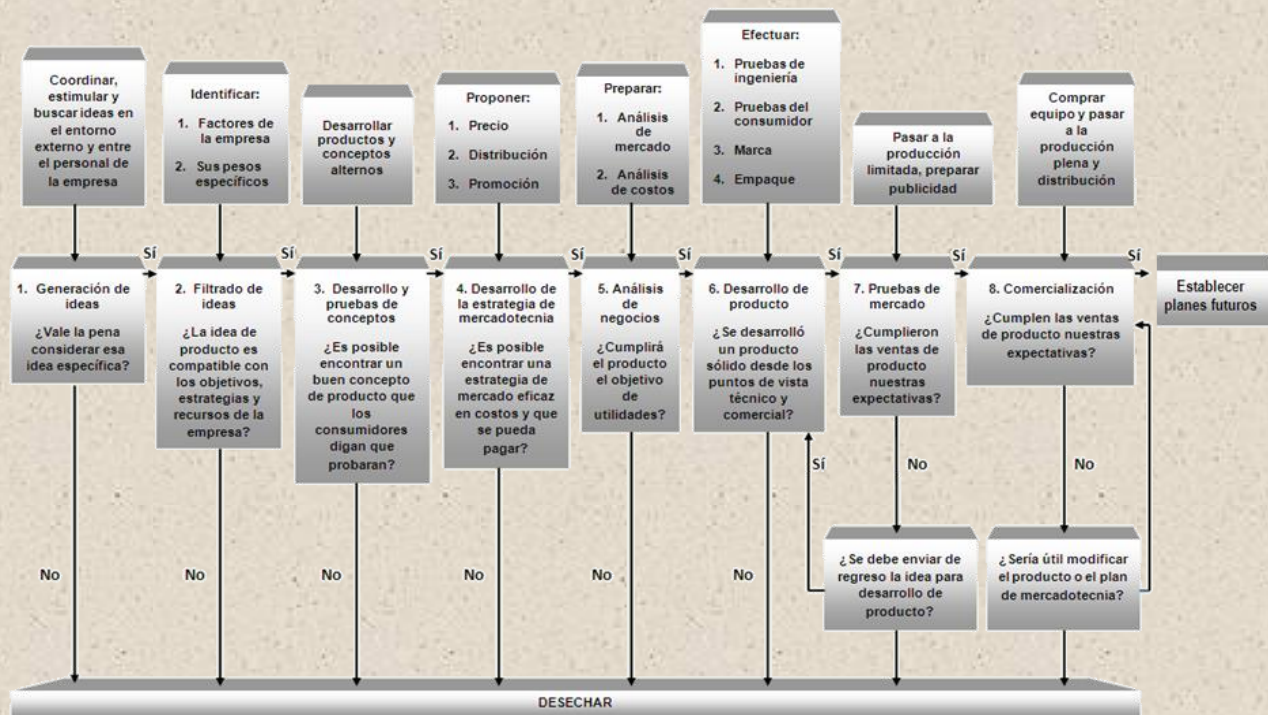 Coordinar,
estimular y
buscar ideas en
el entorno
externo y entre
el personal de
la empresa
Identificar:
1. Factores de
la empresa
2. Sus pesos
específicos
Desarrollar
productos y
conceptos
alternos
Proponer:
1. Precio
2. Distribución
3. Promoción
Preparar:
1. Análisis
de
mercado
2. Análisis
de costos
Efectuar:
1. Pruebas de
ingeniería
2. Pruebas del
consumidor
3. Marca
4. Empaque
Pasar a la
producción
limitada, preparar
publicidad
Comprar
equipo y pasar
a la
producción
plena y
distribución
Sí
Sí
Sí
Sí
Sí
Sí
Sí
Sí
1. Generación de
ideas
¿Vale la pena
considerar esa
idea específica?
2. Filtrado de
ideas
¿La idea de
producto es
compatible con
los objetivos,
estrategias y
recursos de la
empresa?
3. Desarrollo y
pruebas de
conceptos
¿Es posible
encontrar un
buen concepto
de producto que
los
consumidores
digan que
probaran?
4. Desarrollo de
la estrategia de
mercadotecnia
¿Es posible
encontrar una
estrategia de
mercado eficaz
en costos y que
se pueda
pagar?
5. Análisis
de
negocios
¿Cumplirá
el producto
el objetivo
de
utilidades?
6. Desarrollo de
producto
¿Se desarrolló
un producto
sólido desde los
puntos de vista
técnico y
comercial?
7. Pruebas de
mercado
¿Cumplieron
las ventas de
producto
nuestras
expectativas?
8. Comercialización
¿Cumplen las ventas
de producto nuestras
expectativas?
Establecer
planes futuros
Sí
No
No
¿Se debe enviar de
regreso la idea para
desarrollo de
producto?
¿Sería útil modificar
el producto o el plan
de mercadotecnia?
No
No
No
No
No
No
DESECHAR